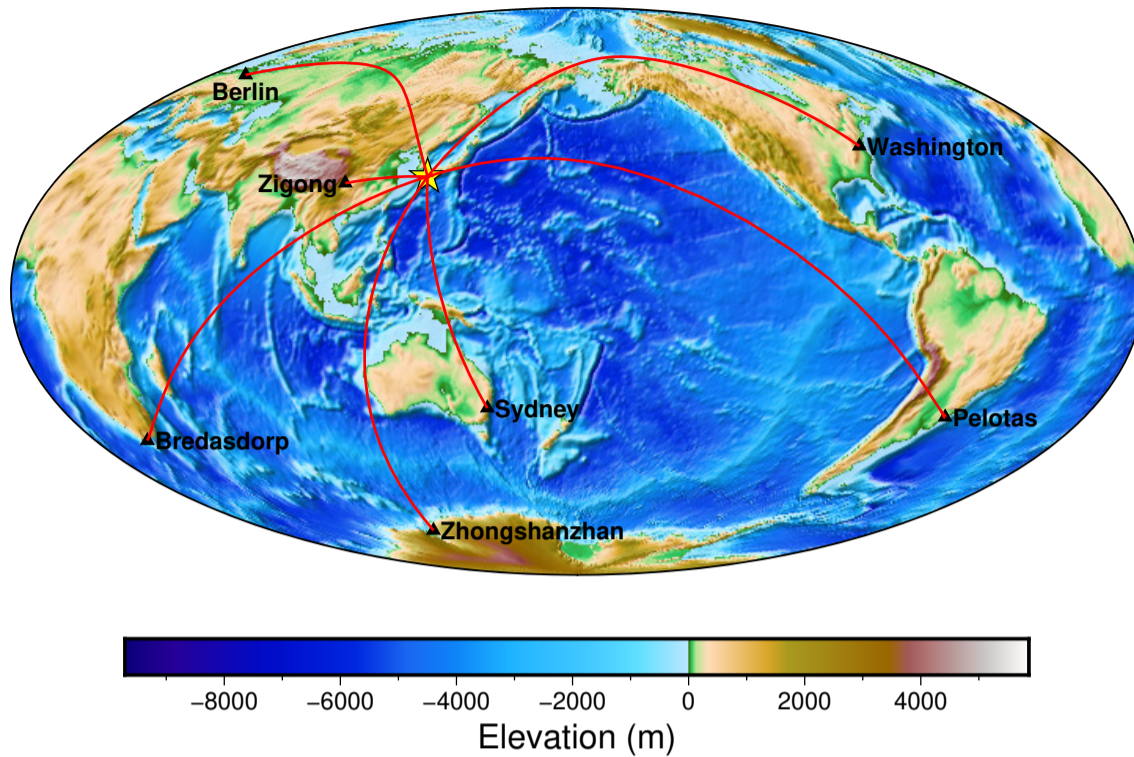 Berlin
Washington
Zigong
Sydney
Pelotas
Bredasdorp
Zhongshanzhan
−8000 −6000 −4000 −2000 0 2000 4000
Elevation (m)